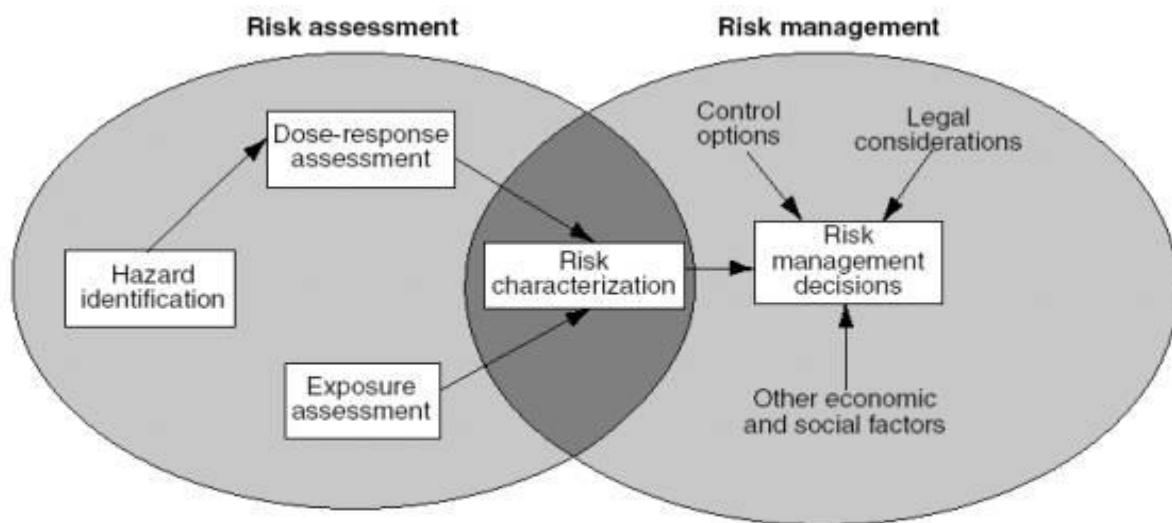 Risk assessment
Risk management
Dose-response
assessment
Control
options
Legal
considerations
Hazard
identification
Risk
characterization
Risk
management
decisions
Exposure
assessment
Other economic
and social factors